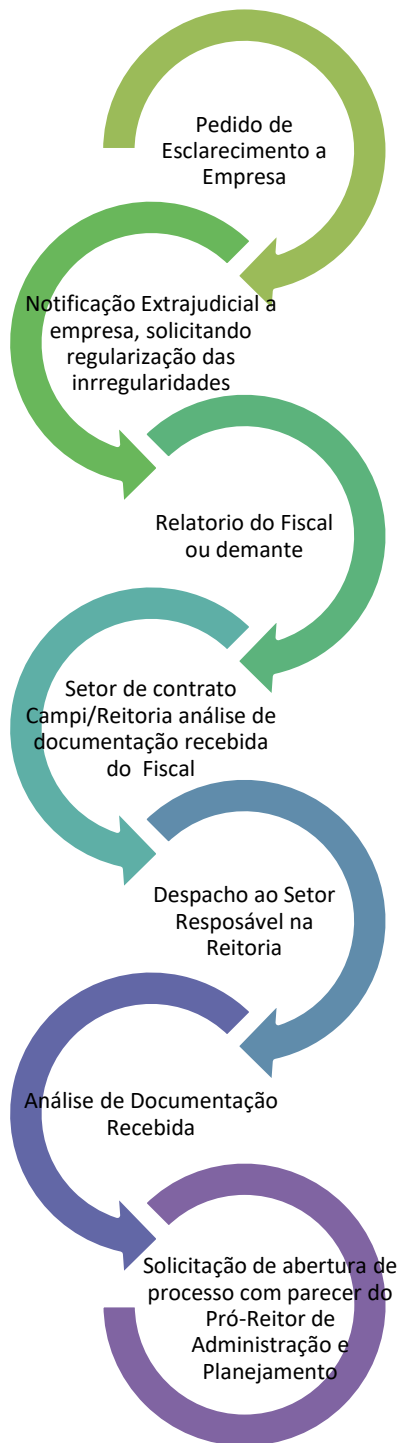 Pedido de
Esclarecimento a
Empresa
Notificação Extrajudicial a
empresa, solicitando
regularização das
inrregularidades
Relatorio do Fiscal
ou demante
Setor de contrato
Campi/Reitoria análise de
documentação recebida
do Fiscal
Despacho ao Setor
Resposável na
Reitoria
Análise de Documentação
Recebida
Solicitação de abertura de
processo com parecer do
Pró-Reitor de
Administração e
Planejamento